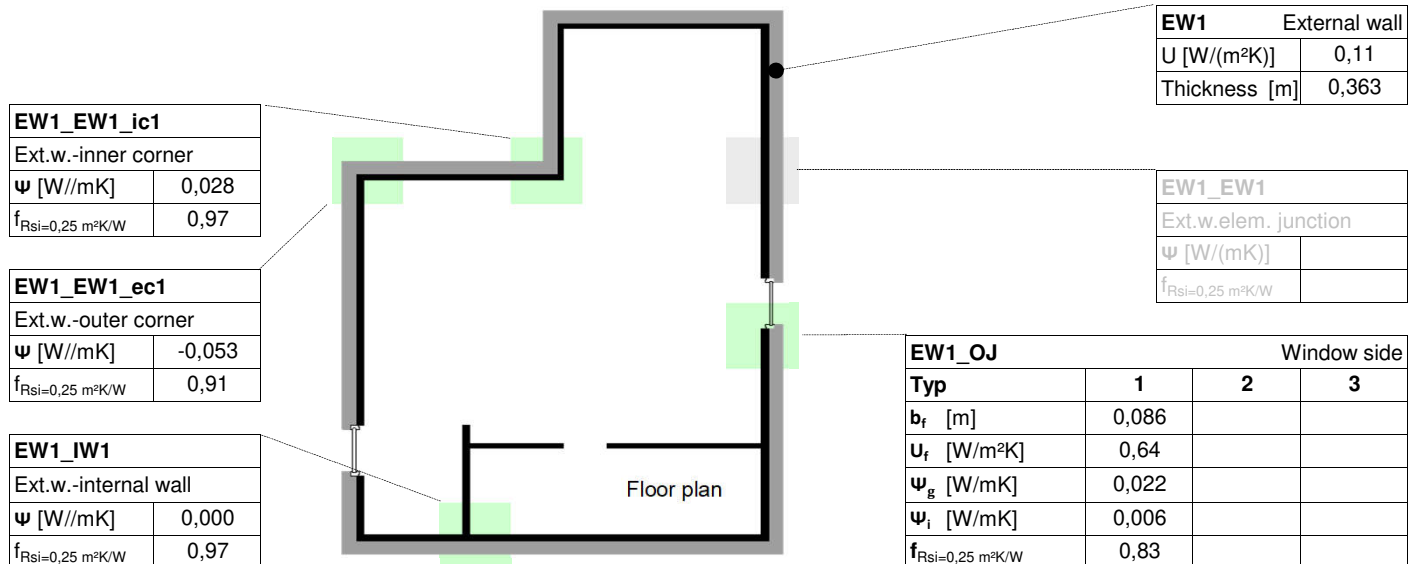 EW1 External wall
U [W/(m²K)] 0,11
Thickness [m] 0,363
EW1_EW1_ic1
Ext.w.-inner corner
Ψ [W//mK] 0,028
fRsi=0,25 m²K/W 0,97
EW1_EW1_ec1
Ext.w.-outer corner
Ψ [W//mK] -0,053
fRsi=0,25 m²K/W 0,91
EW1_IW1
Ext.w.-internal wall
Ψ [W//mK] 0,000
fRsi=0,25 m²K/W 0,97
Floor plan
EW1_EW1
Ext.w.elem. junction
Ψ [W/(mK)]
fRsi=0,25 m²K/W
EW1_OJ Window side
Typ 1 2 3
bf [m] 0,086
Uf [W/m²K] 0,64
Ψg [W/mK] 0,022
Ψi [W/mK] 0,006
fRsi=0,25 m²K/W 0,83